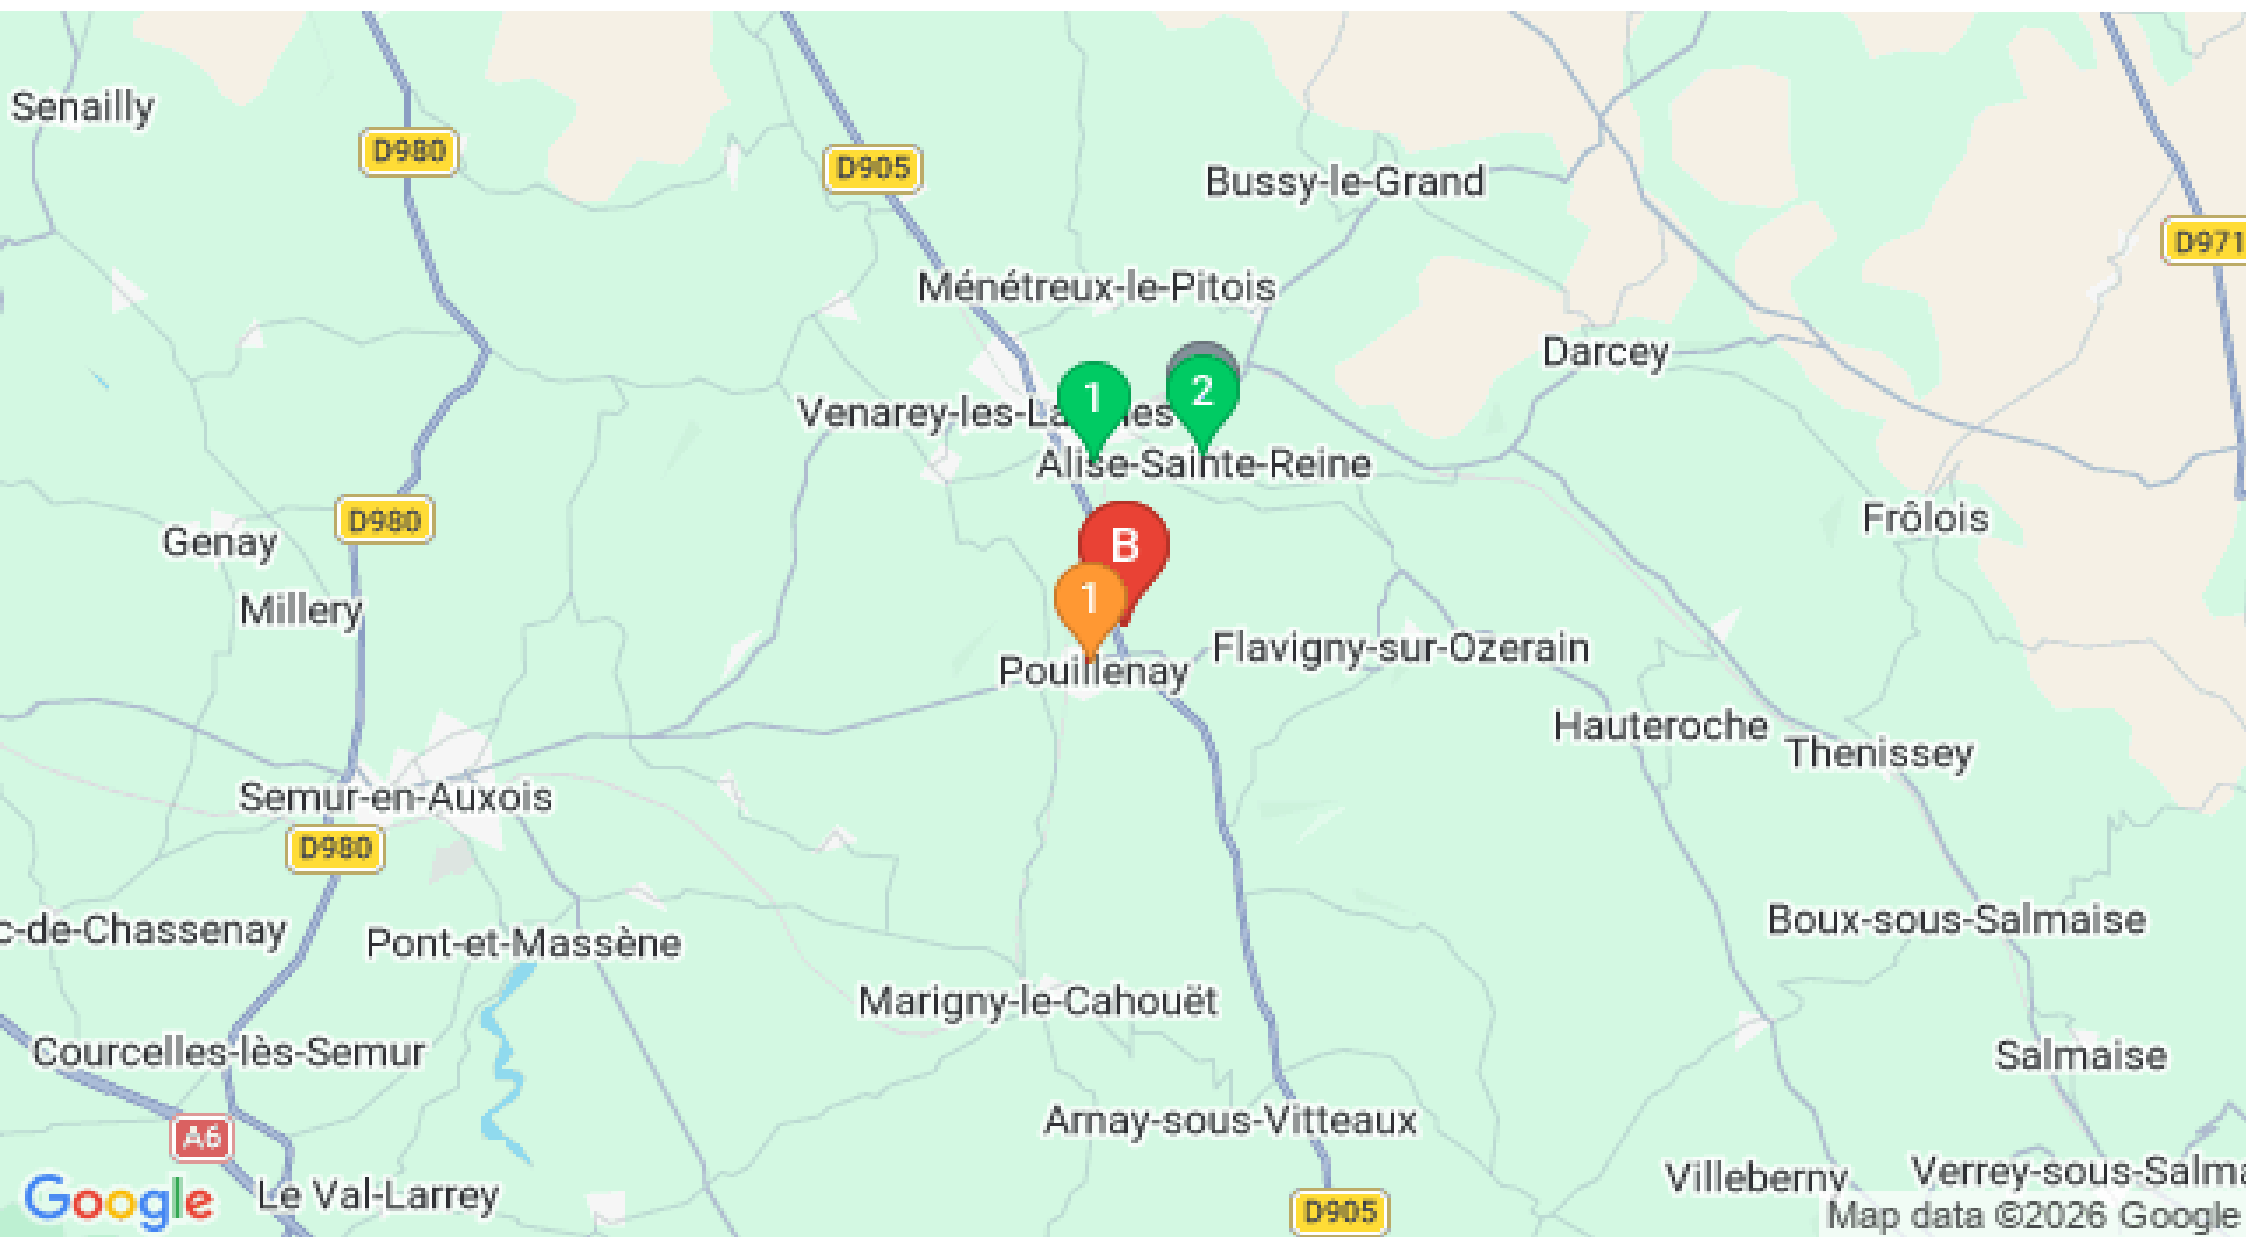 Senailly
D980
D905
Bussy-le-Grand
D971
Ménétreux-le-Pitois
Darcey
1
2
Venarey-les-La
es
Alise-Sainte-Reine
D980
Genay
Frôlois
B
Millery
1
Flavigny-sur-Ozerain
Pouillenay
Hauteroche
Thenissey
Semur-en-Auxois
D980
c-de-Chassenay
Pont-et-Massène
Boux-sous-Salmaise
Marigny-le-Cahouët
Courcelles-lès-Semur
Salmaise
A6
Arnay-sous-Vitteaux
Villeberny
Verrey-sous-Salma
Google
Le Val-Larrey
D905
Map data ©2026 Google